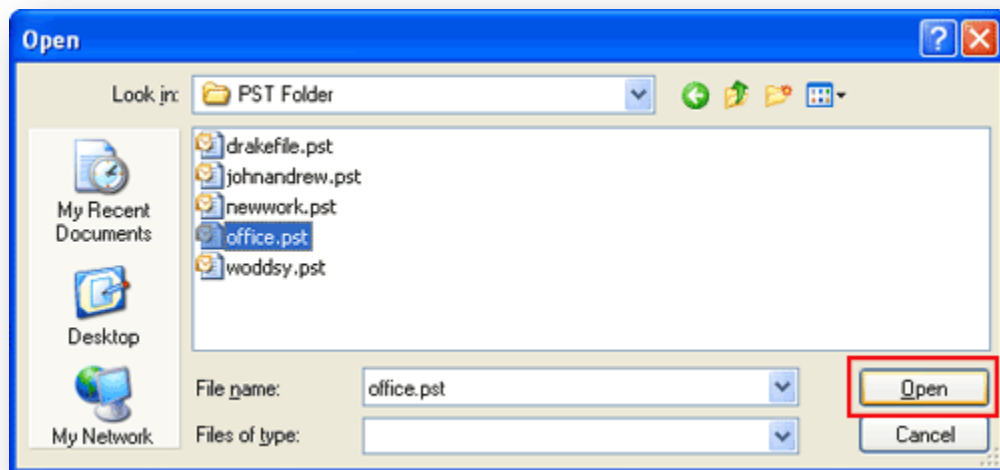 Open
Look in:
PST Folder
drakefile.pst
johnandrew.pst
newwork.pst
office.pst
woddsy.pst
My Recent
Documents
Desktop
My Network
File name:
office.pst
Open
Files of type:
Cancel